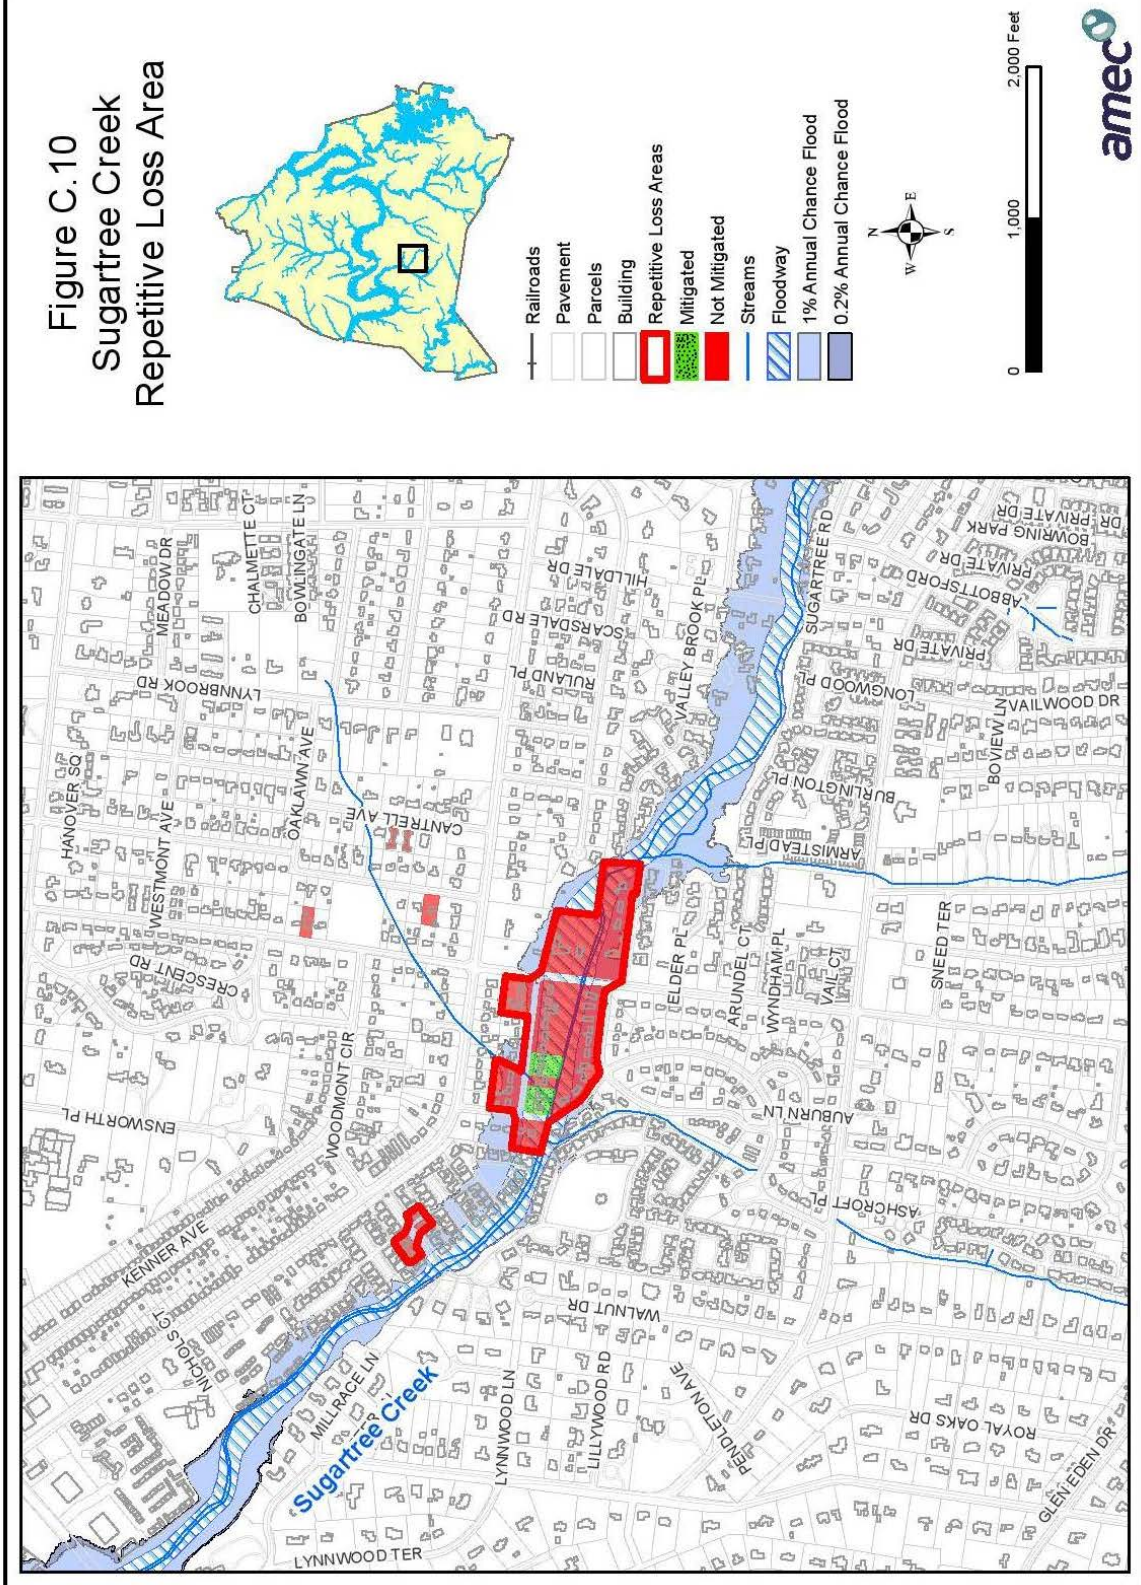 Figure C.10
Sugartree Creek
Repetitive Loss Area
Railroads
Pavement
Parcels
Building
Repetitive Loss Areas
Mitigated
Not Mitigated
Streams
Floodway
1% Annual Chance Flood
0.2% Annual Chance Flood
N
W
E
S
0
1,000
2,000 Feet
amec
HANOVER SQ
MEADOW DR
CHALMETTE CT
BOWLINGATE LN
LYNNBROOK RD
WESTMONT AVE
OAKLAWN AVE
CRESCENT RD
CANTRELL AVE
ENSWORTH PL
WOODMONT CIR
KENNER AVE
NICHOLS CT
SCARSDALE RD
HILLDALE DR
RULAND PL
VALLEY BROOK PL
SUGARTREE RD
PRIVATE DR
BOWRING PARK
PRIVATE DR
ABBOTTSFORD
PRIVATE DR
DR
LONGWOOD PL
VAILWOOD DR
BOVIEW LN
BURLINGTON PL
ARMISTEAD PL
ELDER PL
ARUNDEL CT
WYNDHAM PL
VAIL CT
SNEED TER
AUBURN LN
ASHCROFT PL
WALNUT DR
MILLRACE LN
Sugartree Creek
LYNNWOOD LN
LILLYWOOD RD
PENDLETON AVE
ROYAL OAKS DR
GLEN EDEN DR
LYNNWOOD TER